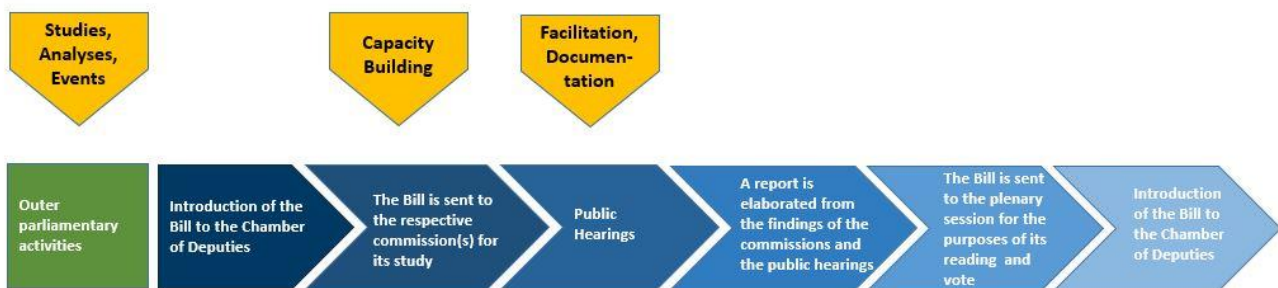 Studies,
Analyses,
Events
Capacity
Building
Facilitation,
Documen-
tation
Outer
parliamentary
activities
Introduction of the
Bill to the Chamber
of Deputies
The Bill is sent to
the respective
commission(s) for
its study
Public
Hearings
A report is
elaborated from
the findings of the
commissions and
the public hearings
The Bill is sent
to the plenary
session for the
purposes of its
reading and
vote
Introduction
of the Bill to
the Chamber
of Deputies